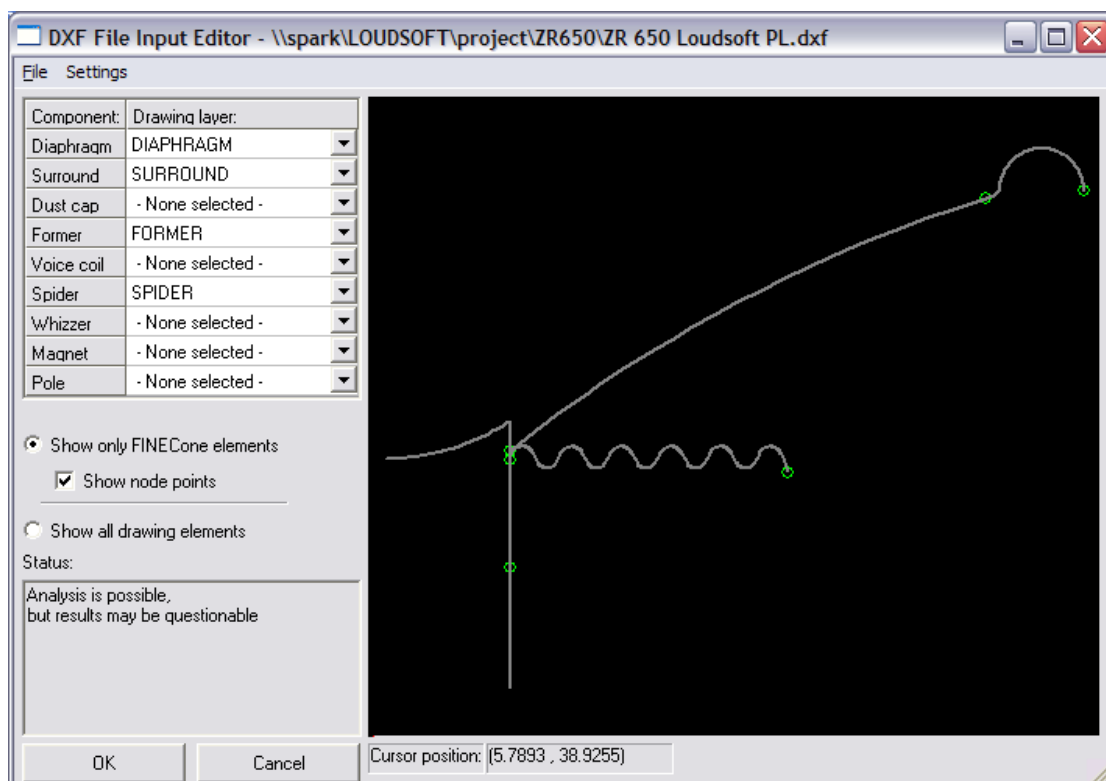 DXF File Input Editor - \\spark\LOUDSOFT\project\ZR650\ZR 650 Loudsoft PL.dxf
File Settings
Component: Drawing layer:
Diaphragm DIAPHRAGM
Surround SURROUND
Dust cap - None selected -
Former FORMER
Voice coil - None selected -
Spider SPIDER
Whizzer - None selected -
Magnet - None selected -
Pole - None selected -
Show only FINECone elements
Show node points
Show all drawing elements
Status:
Analysis is possible,
but results may be questionable
OK Cancel Cursor position: (5.7893 , 38.9255)